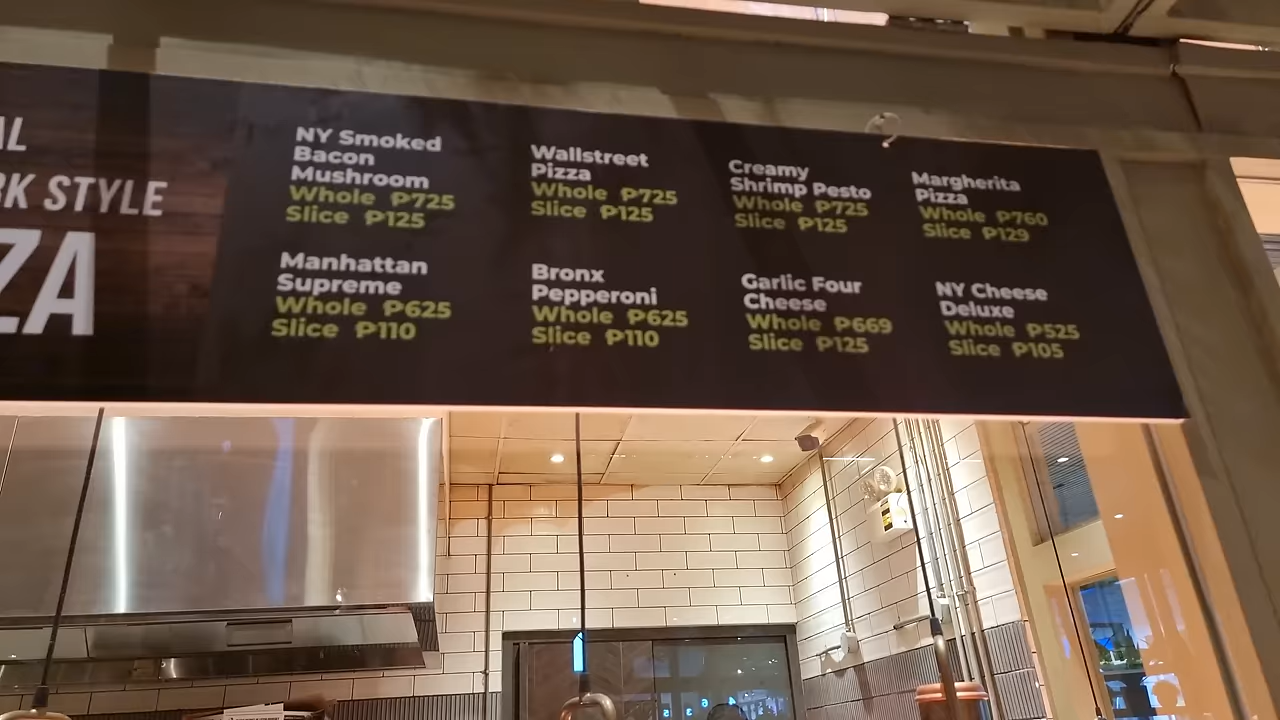 AL
RK STYLE
ZZA
NY Smoked
Bacon
Mushroom
Whole ₱725
Slice ₱125
Wallstreet
Pizza
Whole ₱725
Slice ₱125
Creamy
Shrimp Pesto
Whole ₱725
Slice ₱125
Margherita
Pizza
Whole ₱760
Slice ₱129
Manhattan
Supreme
Whole ₱625
Slice ₱110
Bronx
Pepperoni
Whole ₱625
Slice ₱110
Garlic Four
Cheese
Whole ₱669
Slice ₱125
NY Cheese
Deluxe
Whole ₱525
Slice ₱105